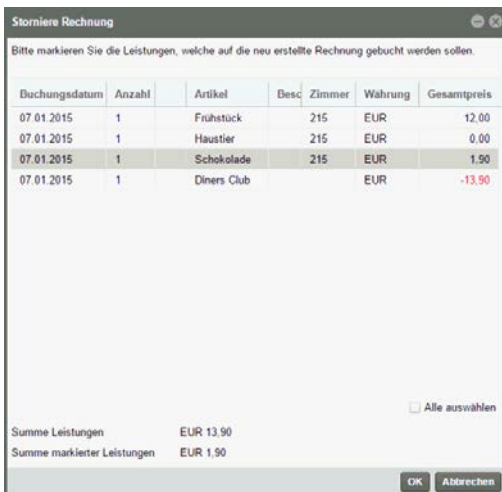 Storniere Rechnung
Bitte markieren Sie die Leistungen, welche auf die neu erstellte Rechnung gebucht werden sollen.
Buchungsdatum Anzahl Artikel Besc Zimmer Währung Gesamtpreis
07.01.2015 1 Frühstück 215 EUR 12,00
07.01.2015 1 Haustier 215 EUR 0,00
07.01.2015 1 Schokolade 215 EUR 1,90
07.01.2015 1 Diners Club EUR -13,90
Alle auswählen
Summe Leistungen EUR 13,90
Summe markierter Leistungen EUR 1,90
OK Abbrechen